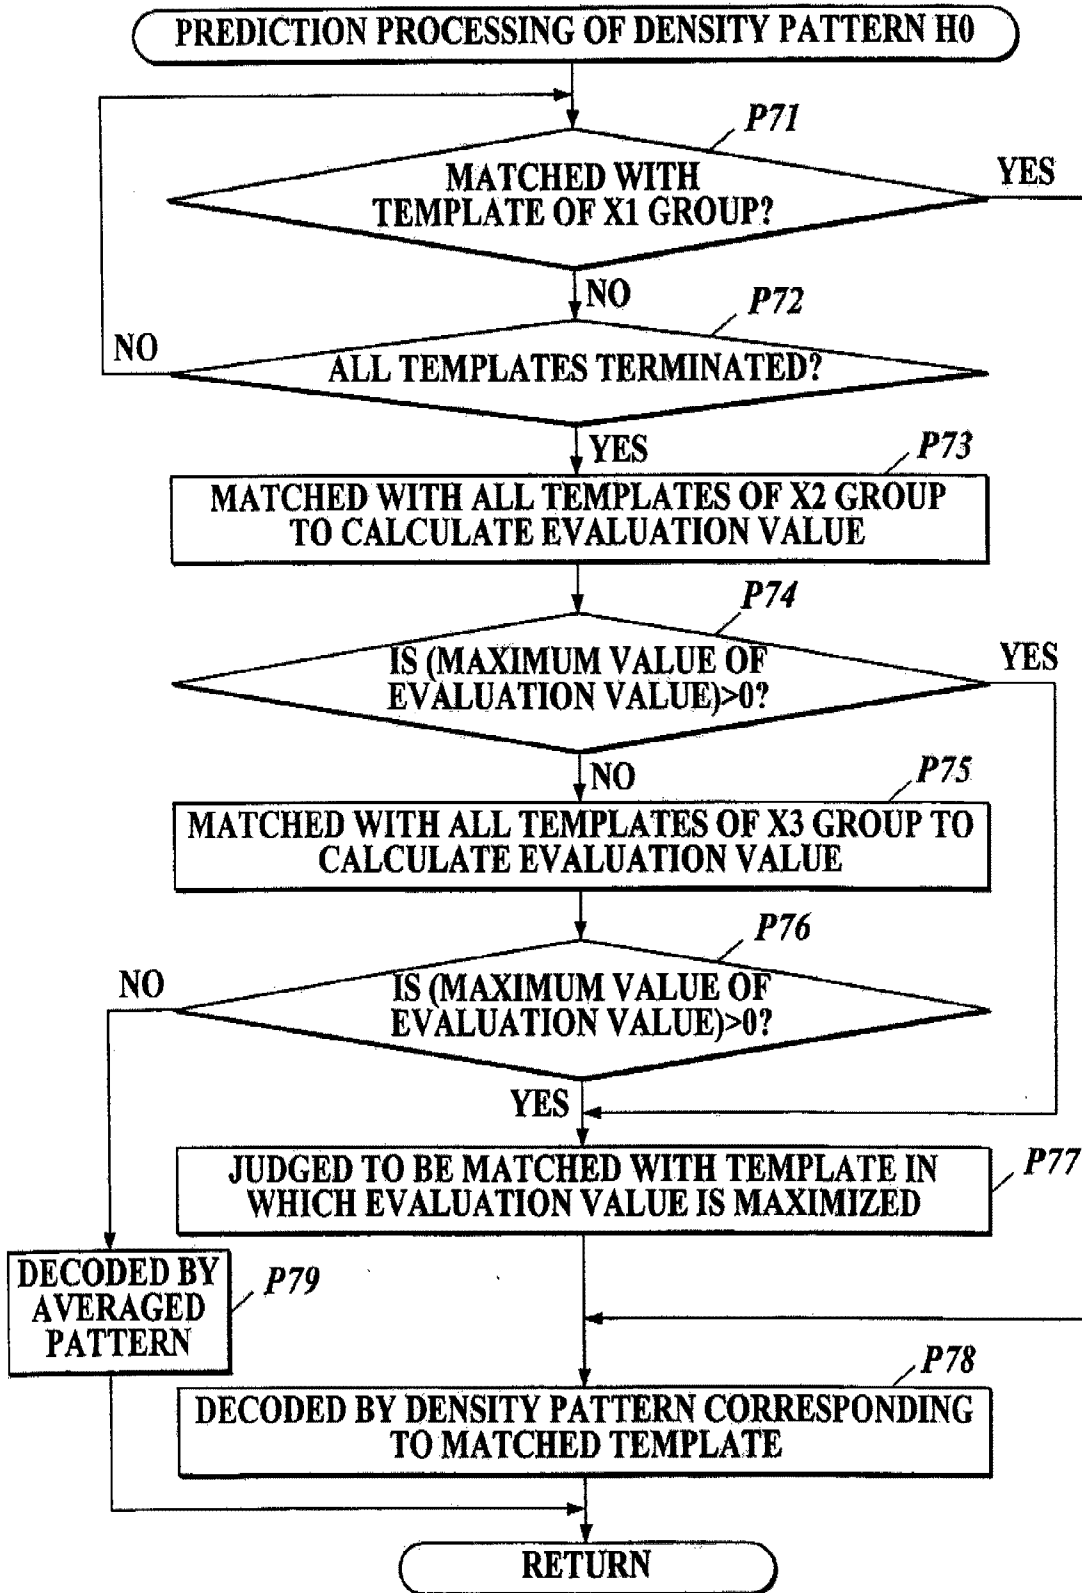 PREDICTION PROCESSING OF DENSITY PATTERN H0
P71
MATCHED WITH
TEMPLATE OF X1 GROUP?
YES
NO
P72
NO
ALL TEMPLATES TERMINATED?
YES
P73
MATCHED WITH ALL TEMPLATES OF X2 GROUP
TO CALCULATE EVALUATION VALUE
P74
IS (MAXIMUM VALUE OF
EVALUATION VALUE)>0?
YES
NO
P75
MATCHED WITH ALL TEMPLATES OF X3 GROUP TO
CALCULATE EVALUATION VALUE
P76
NO
IS (MAXIMUM VALUE OF
EVALUATION VALUE)>0?
YES
JUDGED TO BE MATCHED WITH TEMPLATE IN
WHICH EVALUATION VALUE IS MAXIMIZED
P77
DECODED BY
AVERAGED
PATTERN
P79
P78
DECODED BY DENSITY PATTERN CORRESPONDING
TO MATCHED TEMPLATE
RETURN